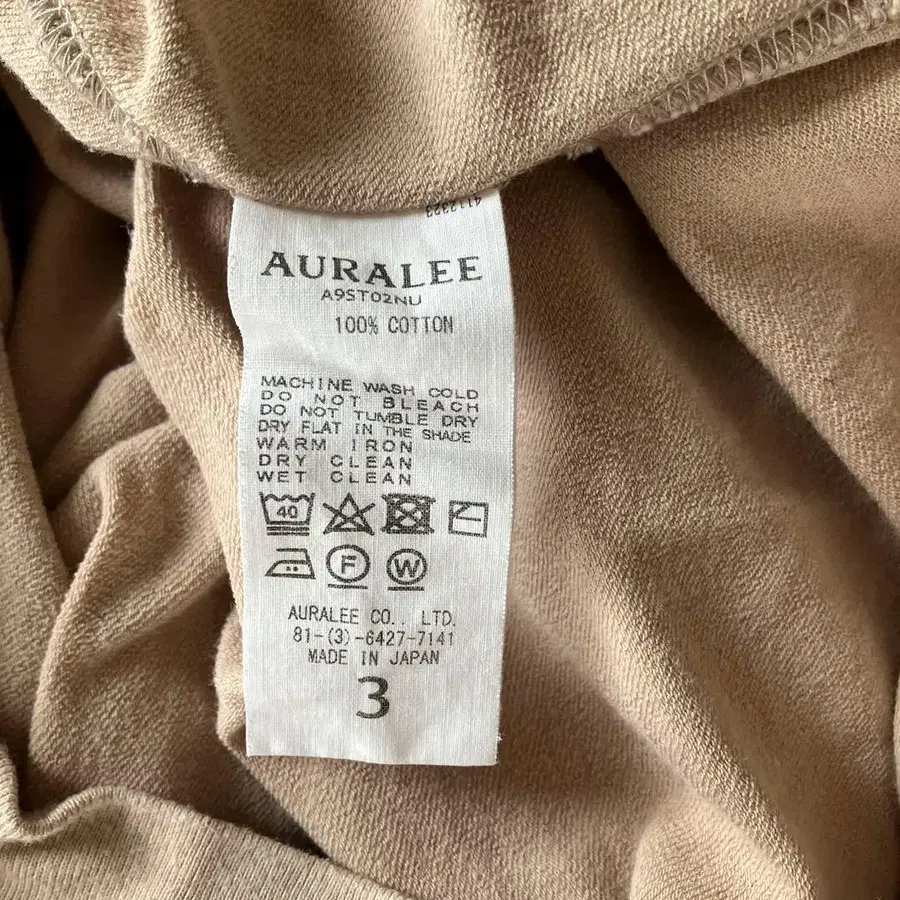 4112323
AURALEE
A9ST02NU
100% COTTON
MACHINE WASH COLD
DO NOT BLEACH
DO NOT TUMBLE DRY
DRY FLAT IN THE SHADE
WARM IRON
DRY CLEAN
WET CLEAN
40
F W
AURALEE CO., LTD.
81-(3)-6427-7141
MADE IN JAPAN
3